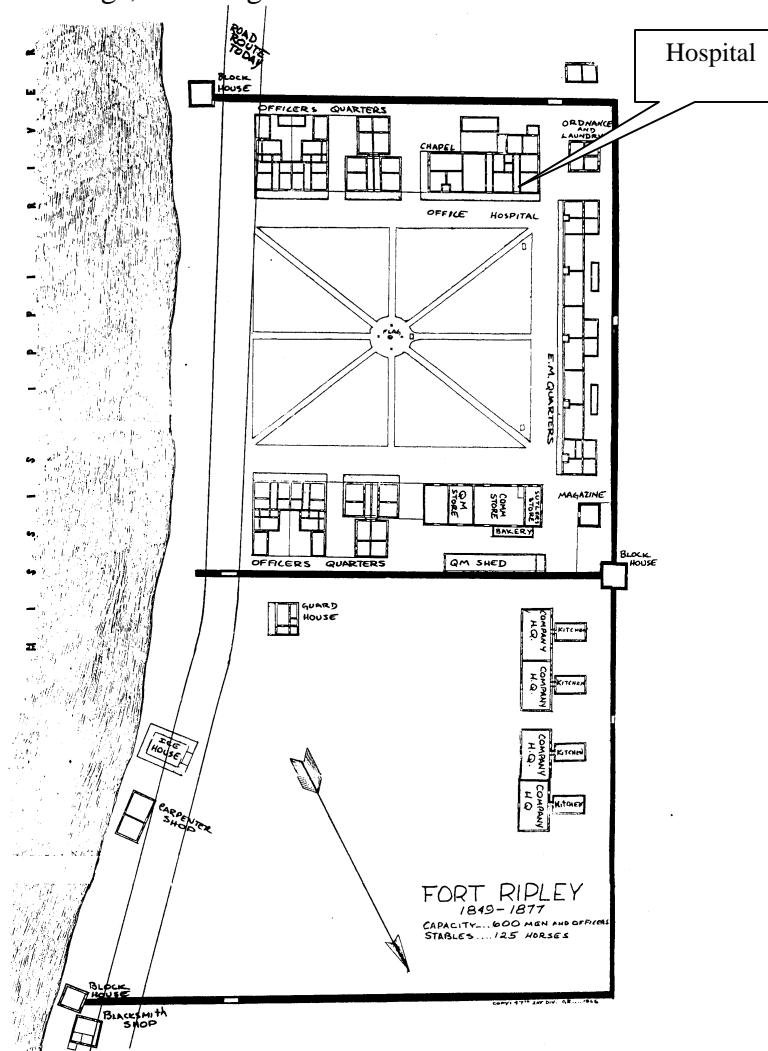 ROAD
ROUTE
TODAY
Hospital
BLOCK
HOUSE
OFFICERS QUARTERS
CHAPEL
ORDNANCE
AND
LAUNDRY
OFFICE HOSPITAL
FLAG
E.M. QUARTERS
MISSISSIPPI RIVER
QM
STORE
COMM
STORE
SUTLERS
STORE
BAKERY
MAGAZINE
OFFICERS QUARTERS
QM SHED
BLOCK
HOUSE
GUARD
HOUSE
COMPANY
H.Q.
KITCHEN
COMPANY
H.Q.
KITCHEN
ICE
HOUSE
COMPANY
H.Q.
KITCHEN
COMPANY
H.Q
KITCHEN
CARPENTER
SHOP
FORT RIPLEY
1849-1877
CAPACITY...600 MEN AND OFFICERS
STABLES....125 HORSES
BLOCK
HOUSE
BLACKSMITH
SHOP
47TH INF DIV.